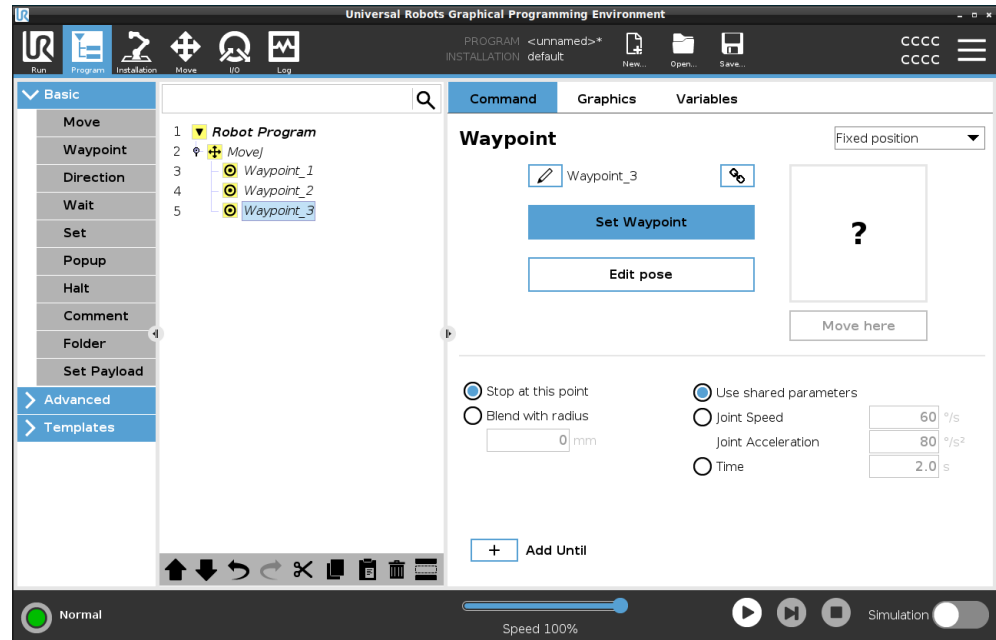 Universal Robots Graphical Programming Environment
UR
Run
Program
Installation
Move
I/O
Log
PROGRAM <unnamed>*
INSTALLATION default
New...
Open...
Save...
CCCC
CCCC
Basic
Move
Waypoint
Direction
Wait
Set
Popup
Halt
Comment
Folder
Set Payload
Advanced
Templates
1 Robot Program
2 MoveJ
3 Waypoint_1
4 Waypoint_2
5 Waypoint_3
Command Graphics Variables
Waypoint
Fixed position
Waypoint_3
Set Waypoint
Edit pose
?
Move here
Stop at this point
Blend with radius
0 mm
Use shared parameters
Joint Speed 60 °/s
Joint Acceleration 80 °/s²
Time 2.0 s
+ Add Until
Normal
Speed 100%
Simulation